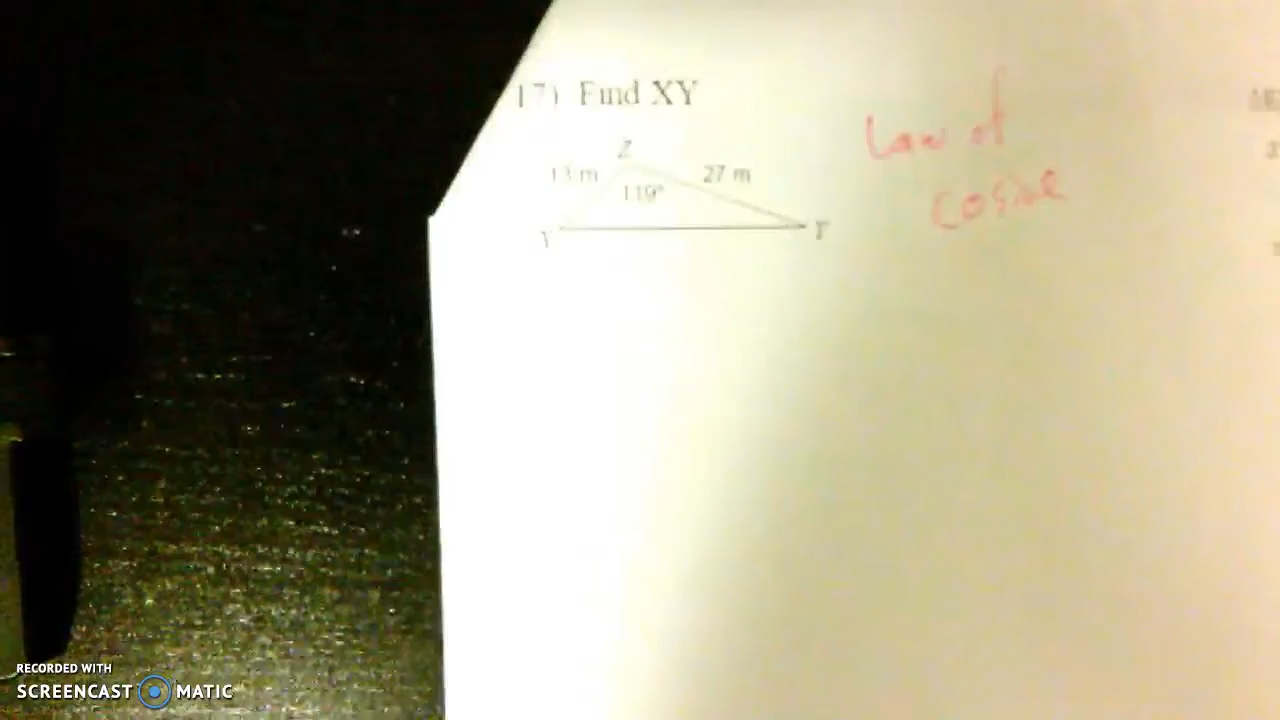 17) Find XY
Law of
cosine
Z
13 m
27 m
119°
Y
RECORDED WITH
SCREENCAST MATIC